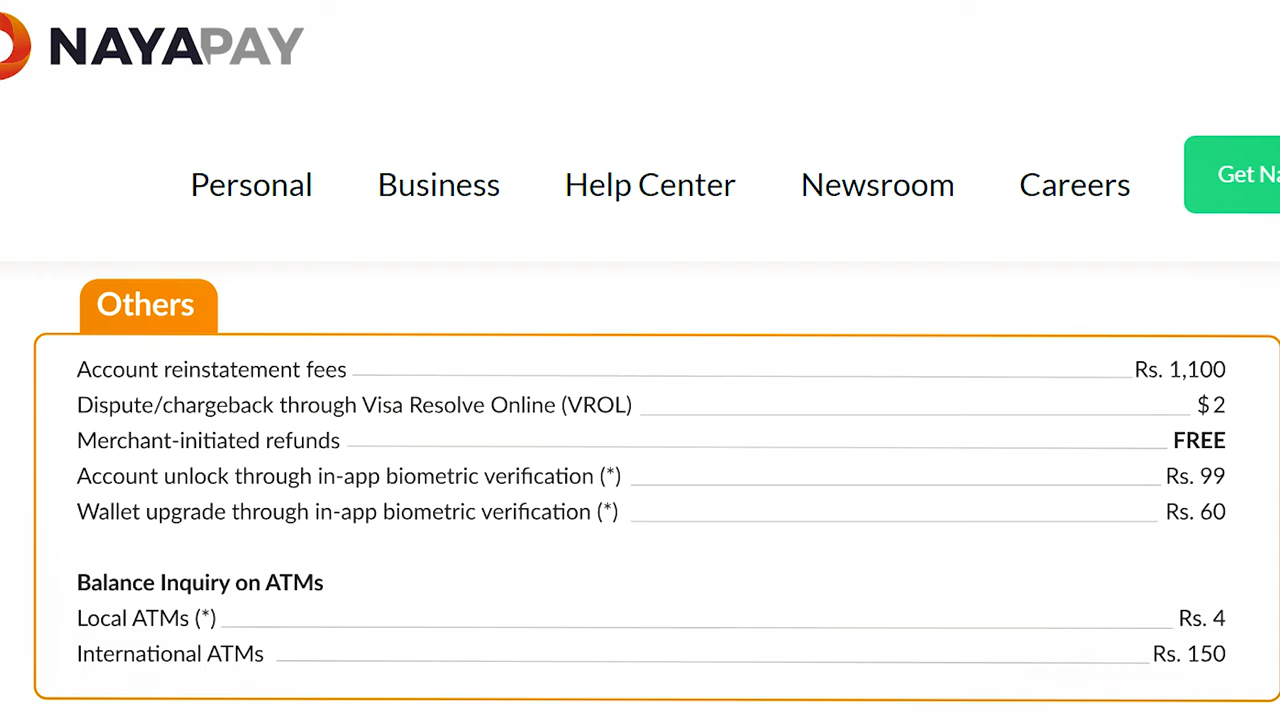 NAYAPAY
Personal Business Help Center Newsroom Careers Get
Others
Account reinstatement fees Rs. 1,100
Dispute/chargeback through Visa Resolve Online (VROL) $ 2
Merchant-initiated refunds FREE
Account unlock through in-app biometric verification (*) Rs. 99
Wallet upgrade through in-app biometric verification (*) Rs. 60
Balance Inquiry on ATMs
Local ATMs (*) Rs. 4
International ATMs Rs. 150